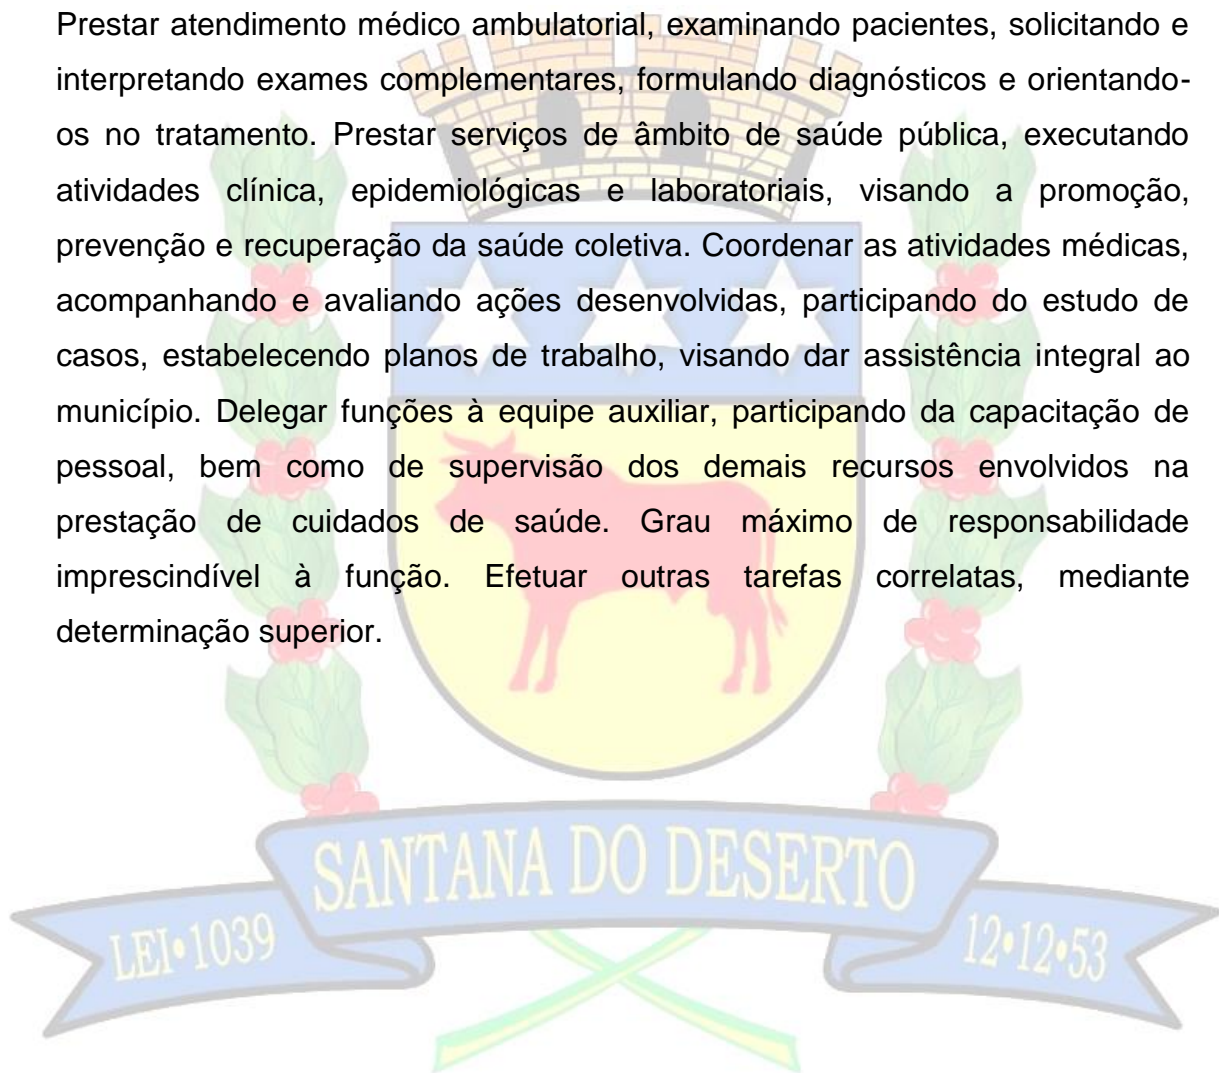 Prestar atendimento médico ambulatorial, examinando pacientes, solicitando e
interpretando exames complementares, formulando diagnósticos e orientando-
os no tratamento. Prestar serviços de âmbito de saúde pública, executando
atividades clínica, epidemiológicas e laboratoriais, visando a promoção,
prevenção e recuperação da saúde coletiva. Coordenar as atividades médicas,
acompanhando e avaliando ações desenvolvidas, participando do estudo de
casos, estabelecendo planos de trabalho, visando dar assistência integral ao
município. Delegar funções à equipe auxiliar, participando da capacitação de
pessoal, bem como de supervisão dos demais recursos envolvidos na
prestação de cuidados de saúde. Grau máximo de responsabilidade
imprescindível à função. Efetuar outras tarefas correlatas, mediante
determinação superior.
SANTANA DO DESERTO
LEI•1039
12•12•53